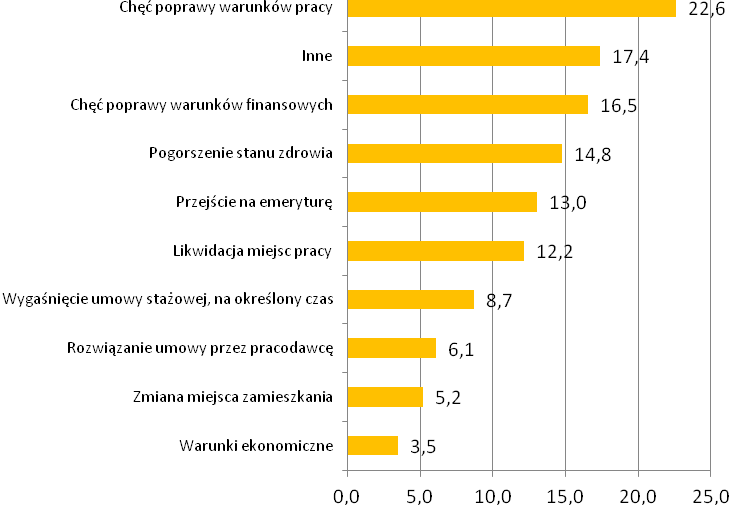 Chęć poprawy warunków pracy 22,6
Inne 17,4
Chęć poprawy warunków finansowych 16,5
Pogorszenie stanu zdrowia 14,8
Przejście na emeryturę 13,0
Likwidacja miejsc pracy 12,2
Wygaśnięcie umowy stażowej, na określony czas 8,7
Rozwiązanie umowy przez pracodawcę 6,1
Zmiana miejsca zamieszkania 5,2
Warunki ekonomiczne 3,5
0,0 5,0 10,0 15,0 20,0 25,0